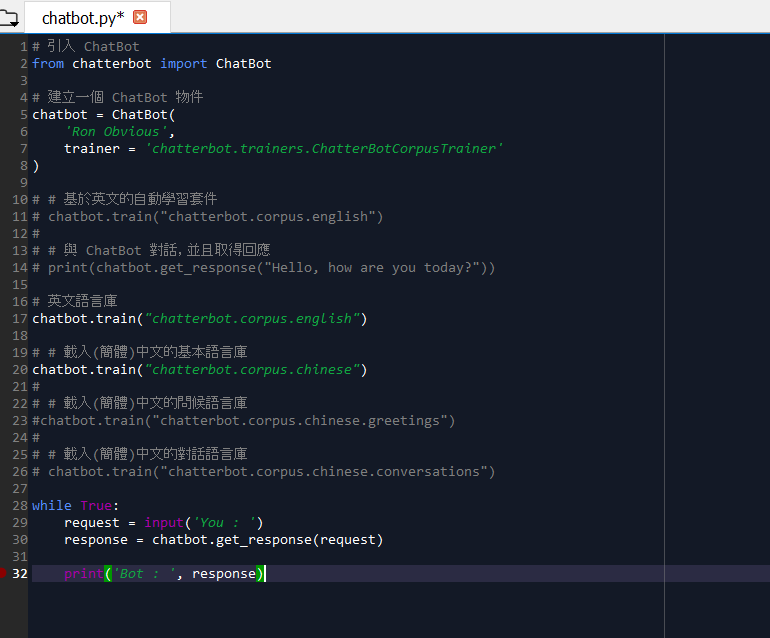 chatbot.py*
1 # 引入 ChatBot
2 from chatterbot import ChatBot
3
4 # 建立一個 ChatBot 物件
5 chatbot = ChatBot(
6     'Ron Obvious',
7     trainer = 'chatterbot.trainers.ChatterBotCorpusTrainer'
8 )
9
10 # # 基於英文的自動學習套件
11 # chatbot.train("chatterbot.corpus.english")
12 #
13 # # 與 ChatBot 對話，並且取得回應
14 # print(chatbot.get_response("Hello, how are you today?"))
15
16 # 英文語言庫
17 chatbot.train("chatterbot.corpus.english")
18
19 # # 載入(簡體)中文的基本語言庫
20 chatbot.train("chatterbot.corpus.chinese")
21 #
22 # # 載入(簡體)中文的問候語言庫
23 #chatbot.train("chatterbot.corpus.chinese.greetings")
24 #
25 # # 載入(簡體)中文的對話語言庫
26 # chatbot.train("chatterbot.corpus.chinese.conversations")
27
28 while True:
29     request = input('You : ')
30     response = chatbot.get_response(request)
31
32     print('Bot : ', response)